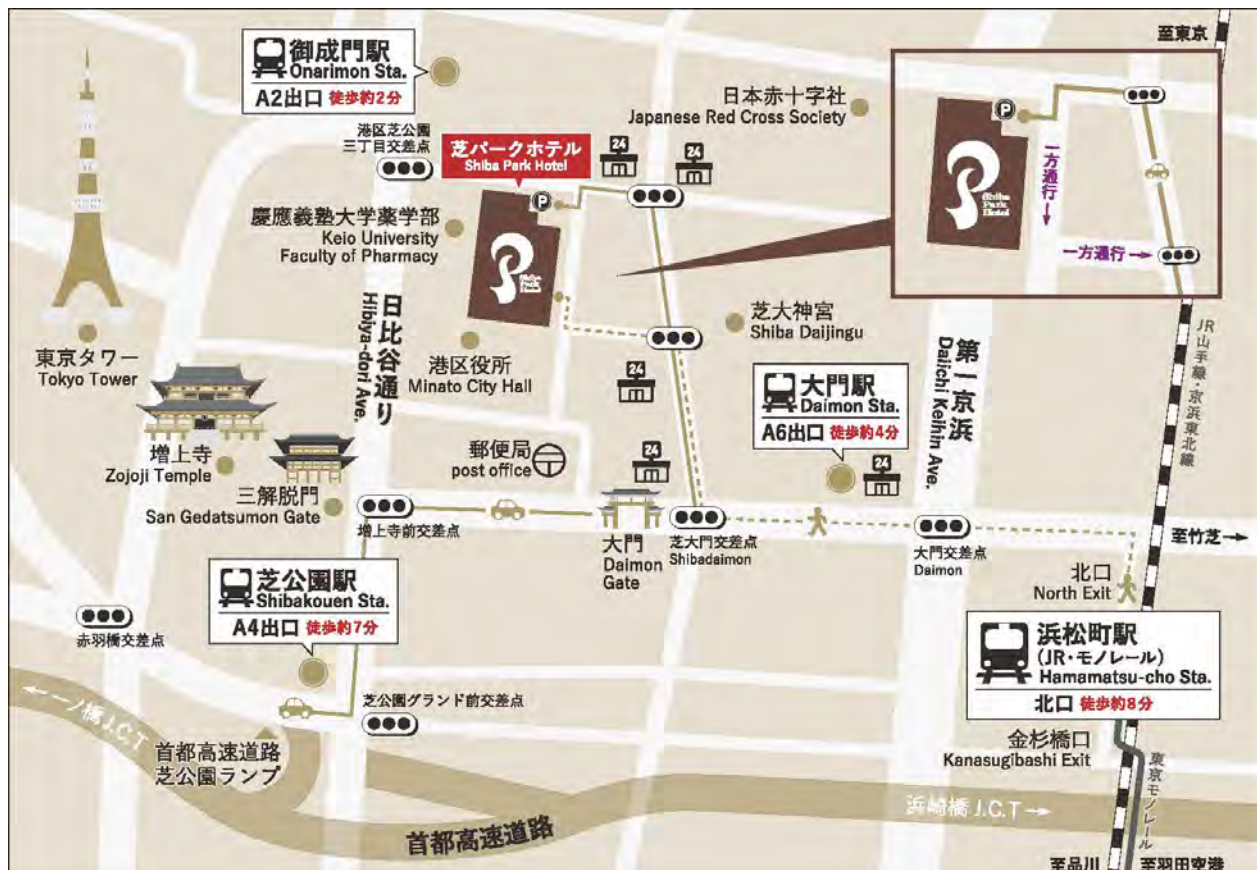 至東京
御成門駅
Onarimon Sta.
A2出口 徒歩約2分
日本赤十字社
Japanese Red Cross Society
港区芝公園
三丁目交差点
芝パークホテル
Shiba Park Hotel
24
24
P
P
Shiba
Park
Hotel
一方通行→
一方通行→
慶應義塾大学薬学部
Keio University
Faculty of Pharmacy
Shiba
Park
Hotel
日比谷通り
Hibiya-dori Ave.
芝大神宮
Shiba Daijingu
第一京浜
Daiichi Keihin Ave.
JR山手線・京浜東北線
東京タワー
Tokyo Tower
港区役所
Minato City Hall
24
大門駅
Daimon Sta.
A6出口 徒歩約4分
増上寺
Zojoji Temple
郵便局
post office
24
24
三解脱門
San Gedatsumon Gate
増上寺前交差点
大門
Daimon
Gate
芝大門交差点
Shibadaimon
大門交差点
Daimon
至竹芝→
北口
North Exit
芝公園駅
Shibakouen Sta.
A4出口 徒歩約7分
赤羽橋交差点
浜松町駅
(JR・モノレール)
Hamamatsu-cho Sta.
北口 徒歩約8分
芝公園グランド前交差点
←一ノ橋J.C.T
首都高速道路
芝公園ランプ
金杉橋口
Kanasugibashi Exit
東京モノレール
浜崎橋J.C.T→
首都高速道路
至品川
至羽田空港